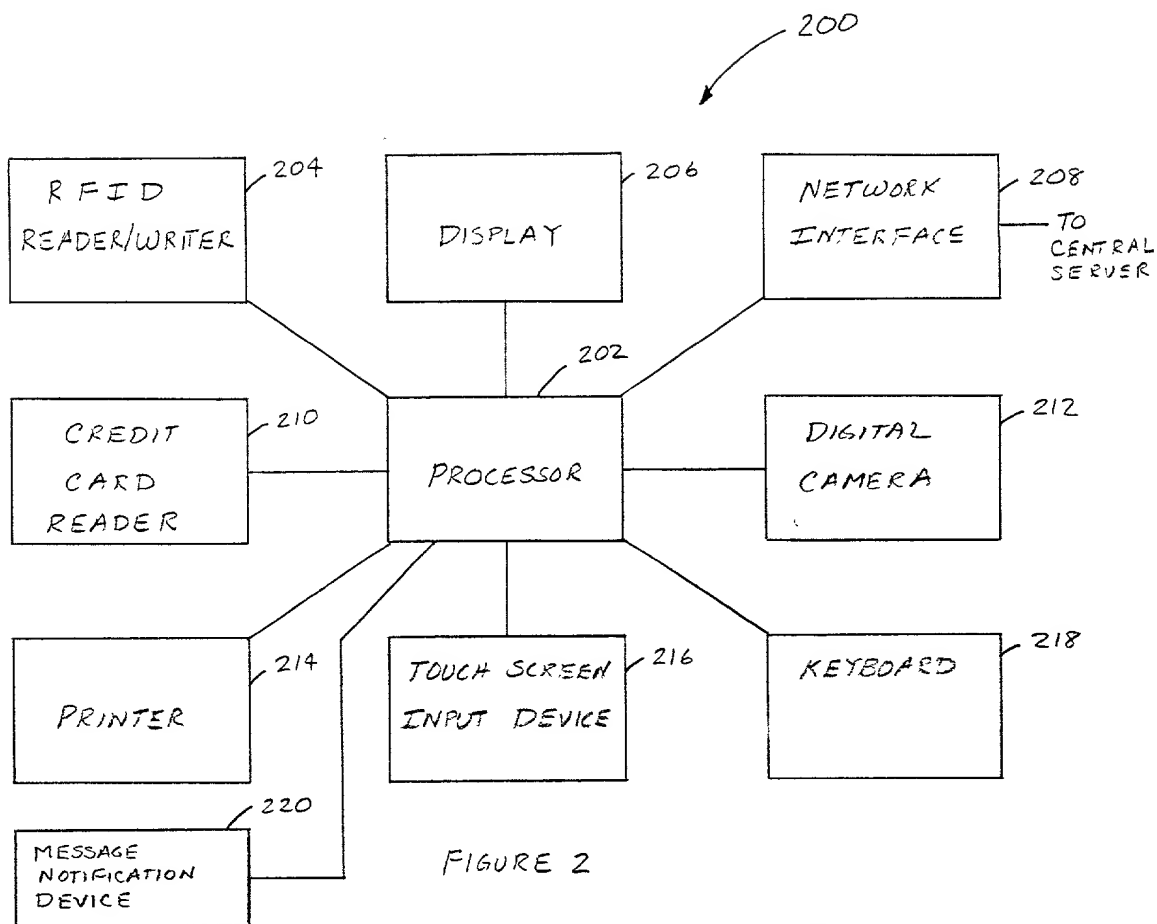 200
RFID
READER/WRITER
204
DISPLAY
206
NETWORK
INTERFACE
208
TO
CENTRAL
SERVER
202
CREDIT
CARD
READER
210
PROCESSOR
DIGITAL
CAMERA
212
PRINTER
214
TOUCH SCREEN
INPUT DEVICE
216
KEYBOARD
218
220
MESSAGE
NOTIFICATION
DEVICE
FIGURE 2